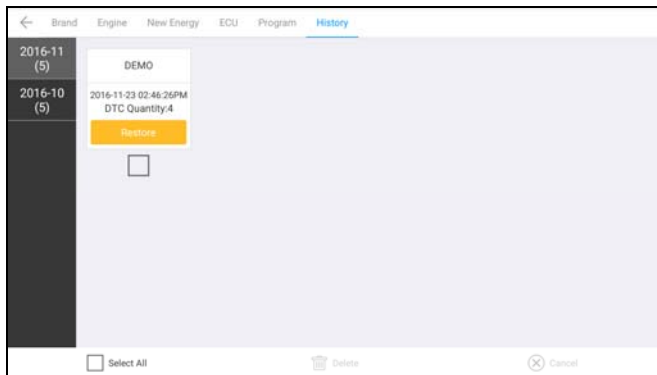 Brand Engine New Energy ECU Program History
2016-11
(5)
2016-10
(5)
DEMO
2016-11-23 02:46:26PM
DTC Quantity:4
Restore
Select All Delete Cancel